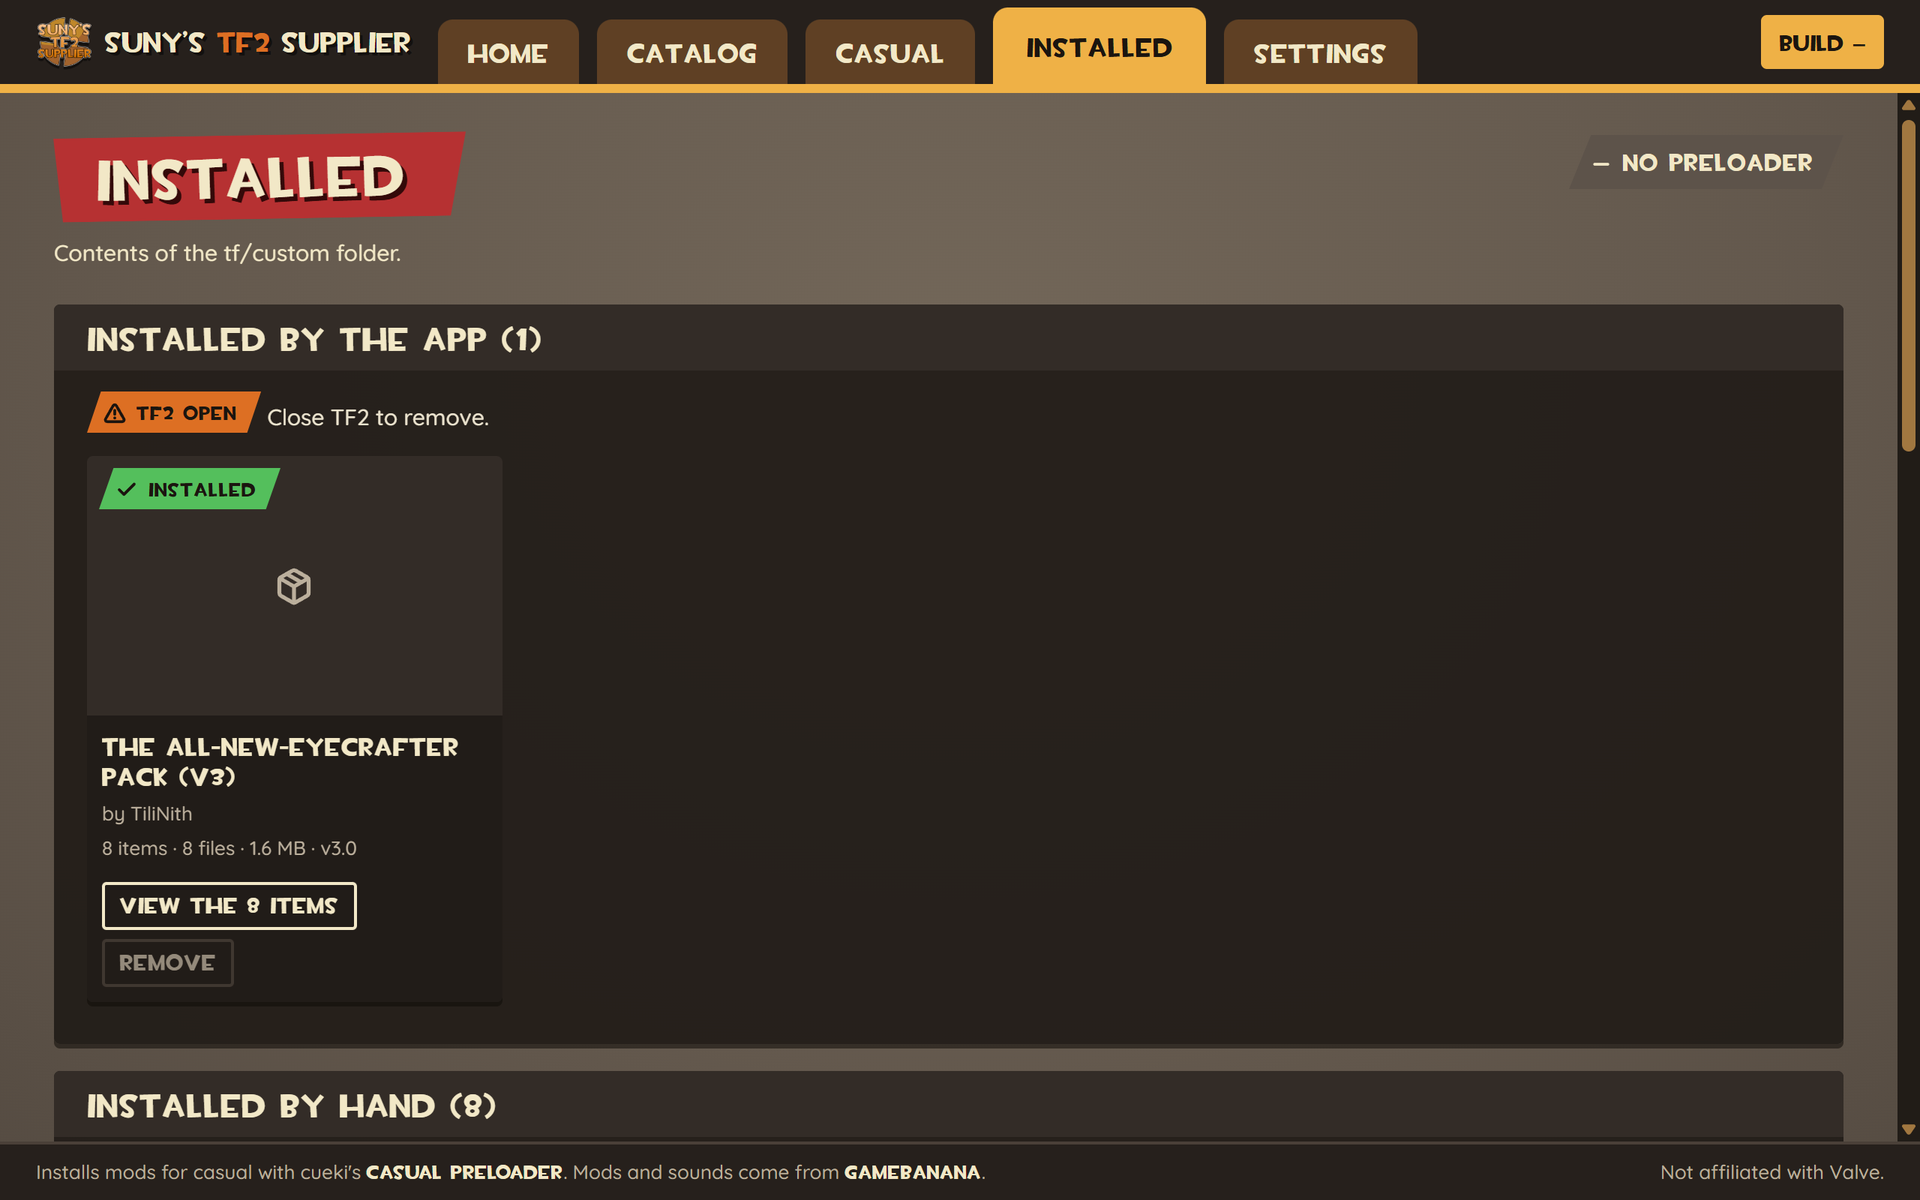 SUNY'S TF2 SUPPLIER
SUNY'S TF2 SUPPLIER
HOME
CATALOG
CASUAL
INSTALLED
SETTINGS
BUILD –
INSTALLED
– NO PRELOADER
Contents of the tf/custom folder.
INSTALLED BY THE APP (1)
TF2 OPEN
Close TF2 to remove.
INSTALLED
THE ALL-NEW-EYECRAFTER
PACK (V3)
by TiliNith
8 items · 8 files · 1.6 MB · v3.0
VIEW THE 8 ITEMS
REMOVE
INSTALLED BY HAND (8)
Installs mods for casual with cueki's CASUAL PRELOADER. Mods and sounds come from GAMEBANANA.
Not affiliated with Valve.